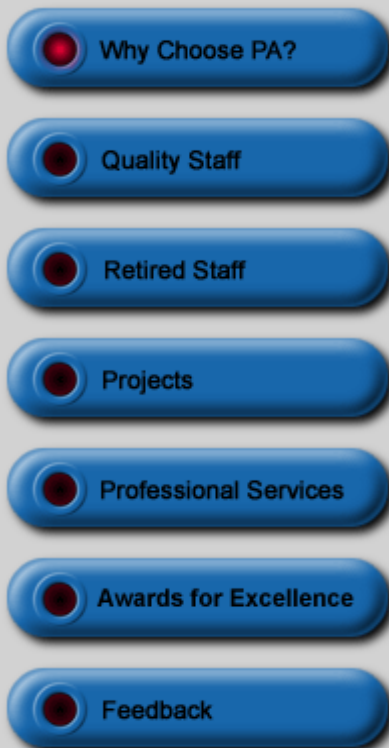 Why Choose PA?
Quality Staff
Retired Staff
Projects
Professional Services
Awards for Excellence
Feedback